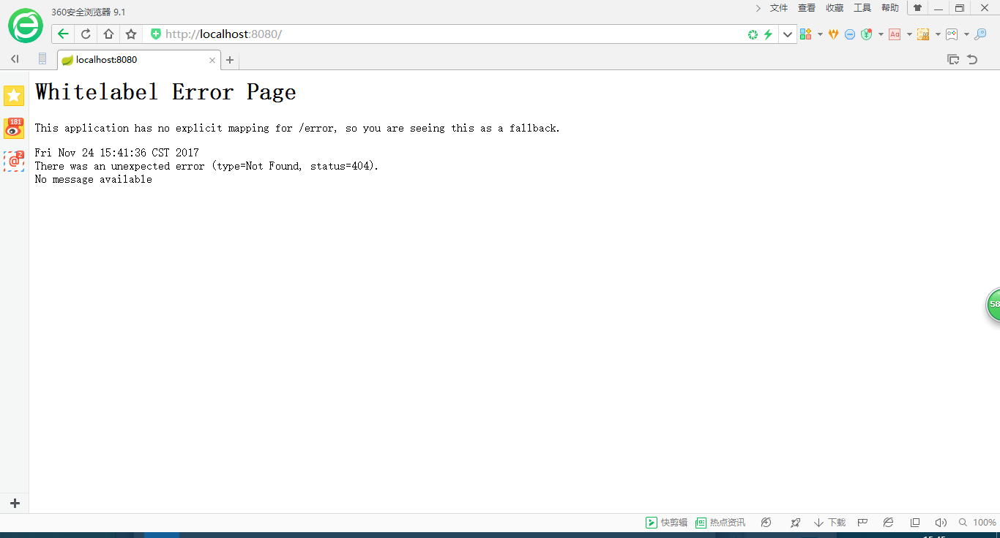 360安全浏览器 9.1
文件 查看 收藏 工具 帮助
http://localhost:8080/
localhost:8080
Whitelabel Error Page
181
This application has no explicit mapping for /error, so you are seeing this as a fallback.
Fri Nov 24 15:41:36 CST 2017
2
@
There was an unexpected error (type=Not Found, status=404).
No message available
58
快剪辑 热点资讯 下载 100%